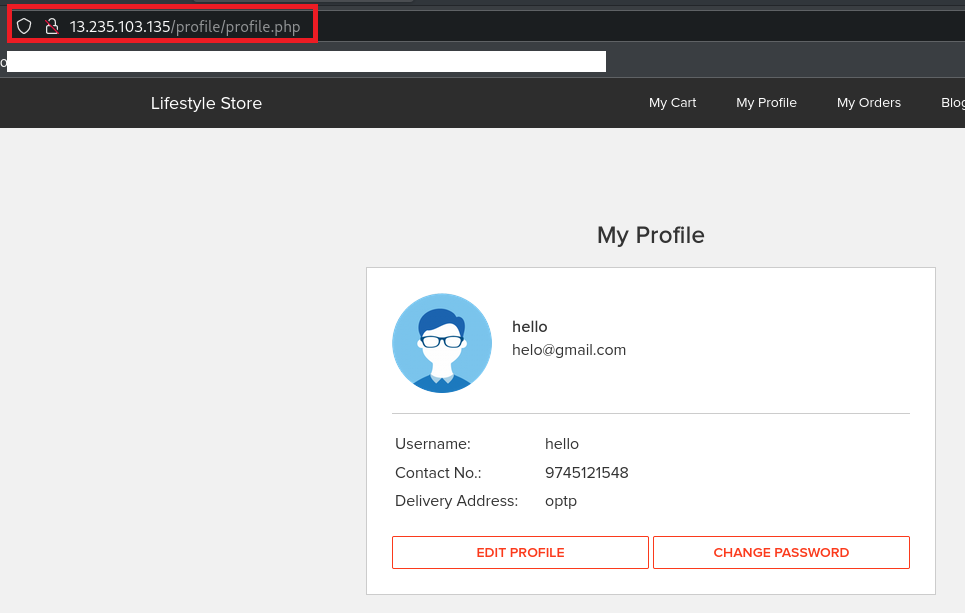 13.235.103.135/profile/profile.php
Lifestyle Store My Cart My Profile My Orders Blog
My Profile
hello
helo@gmail.com
Username: hello
Contact No.: 9745121548
Delivery Address: optp
EDIT PROFILE CHANGE PASSWORD